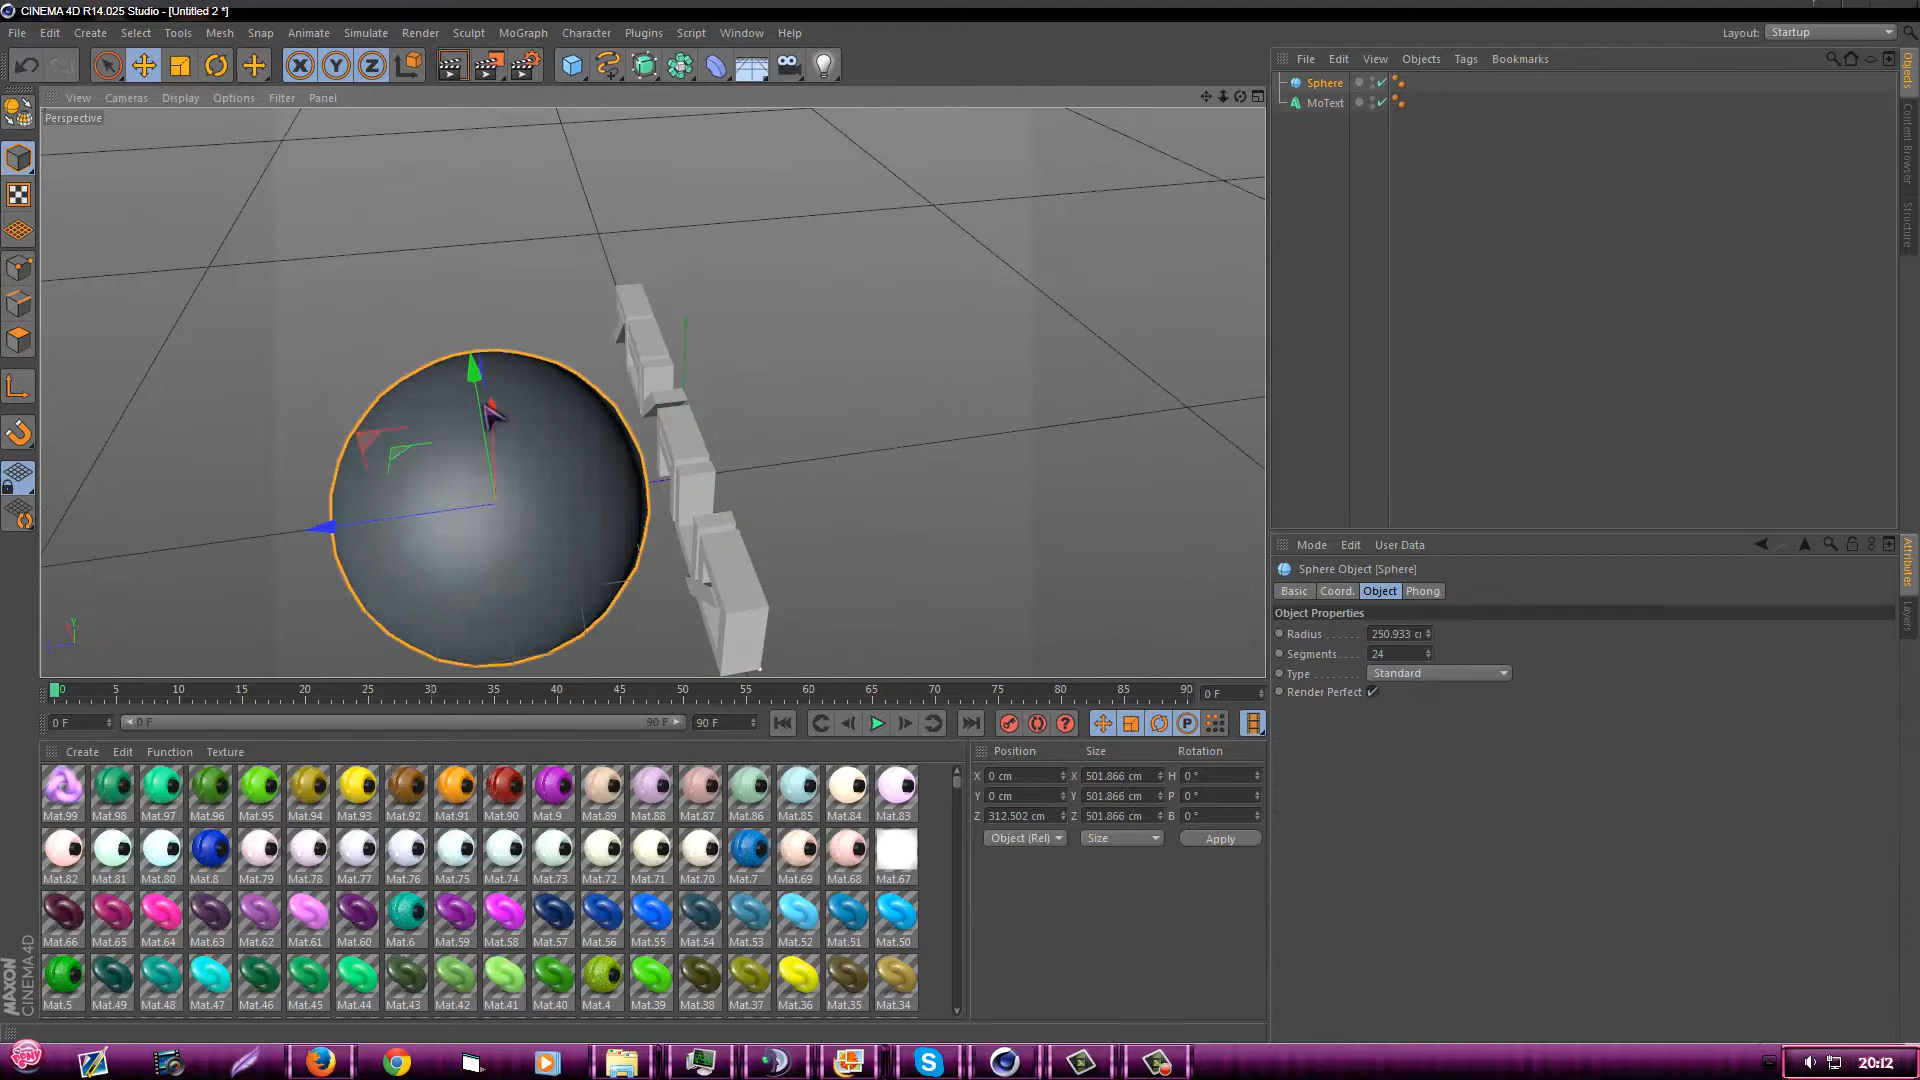 CINEMA 4D R14.025 Studio - [Untitled 2 *]
File Edit Create Select Tools Mesh Snap Animate Simulate Render Sculpt MoGraph Character Plugins Script Window Help
Layout: Startup
View Cameras Display Options Filter Panel
Perspective
Y
File Edit View Objects Tags Bookmarks
Sphere
MoText
Objects
Content Browser
Structure
Mode Edit User Data
Sphere Object [Sphere]
Basic Coord. Object Phong
Object Properties
Radius . . . . . . 250.933 c
Segments. . . . 24
Type . . . . . . . . Standard
Render Perfect
Attributes
Layers
0 5 10 15 20 25 30 35 40 45 50 55 60 65 70 75 80 85 90 0 F
0 F 0 F 90 F 90 F
Create Edit Function Texture
Mat.99 Mat.98 Mat.97 Mat.96 Mat.95 Mat.94 Mat.93 Mat.92 Mat.91 Mat.90 Mat.9 Mat.89 Mat.88 Mat.87 Mat.86 Mat.85 Mat.84 Mat.83
Mat.82 Mat.81 Mat.80 Mat.8 Mat.79 Mat.78 Mat.77 Mat.76 Mat.75 Mat.74 Mat.73 Mat.72 Mat.71 Mat.70 Mat.7 Mat.69 Mat.68 Mat.67
Mat.66 Mat.65 Mat.64 Mat.63 Mat.62 Mat.61 Mat.60 Mat.6 Mat.59 Mat.58 Mat.57 Mat.56 Mat.55 Mat.54 Mat.53 Mat.52 Mat.51 Mat.50
Mat.5 Mat.49 Mat.48 Mat.47 Mat.46 Mat.45 Mat.44 Mat.43 Mat.42 Mat.41 Mat.40 Mat.4 Mat.39 Mat.38 Mat.37 Mat.36 Mat.35 Mat.34
Position Size Rotation
X 0 cm X 501.866 cm H 0 °
Y 0 cm Y 501.866 cm P 0 °
Z 312.502 cm Z 501.866 cm B 0 °
Object (Rel) Size Apply
MAXON
CINEMA 4D
20:12